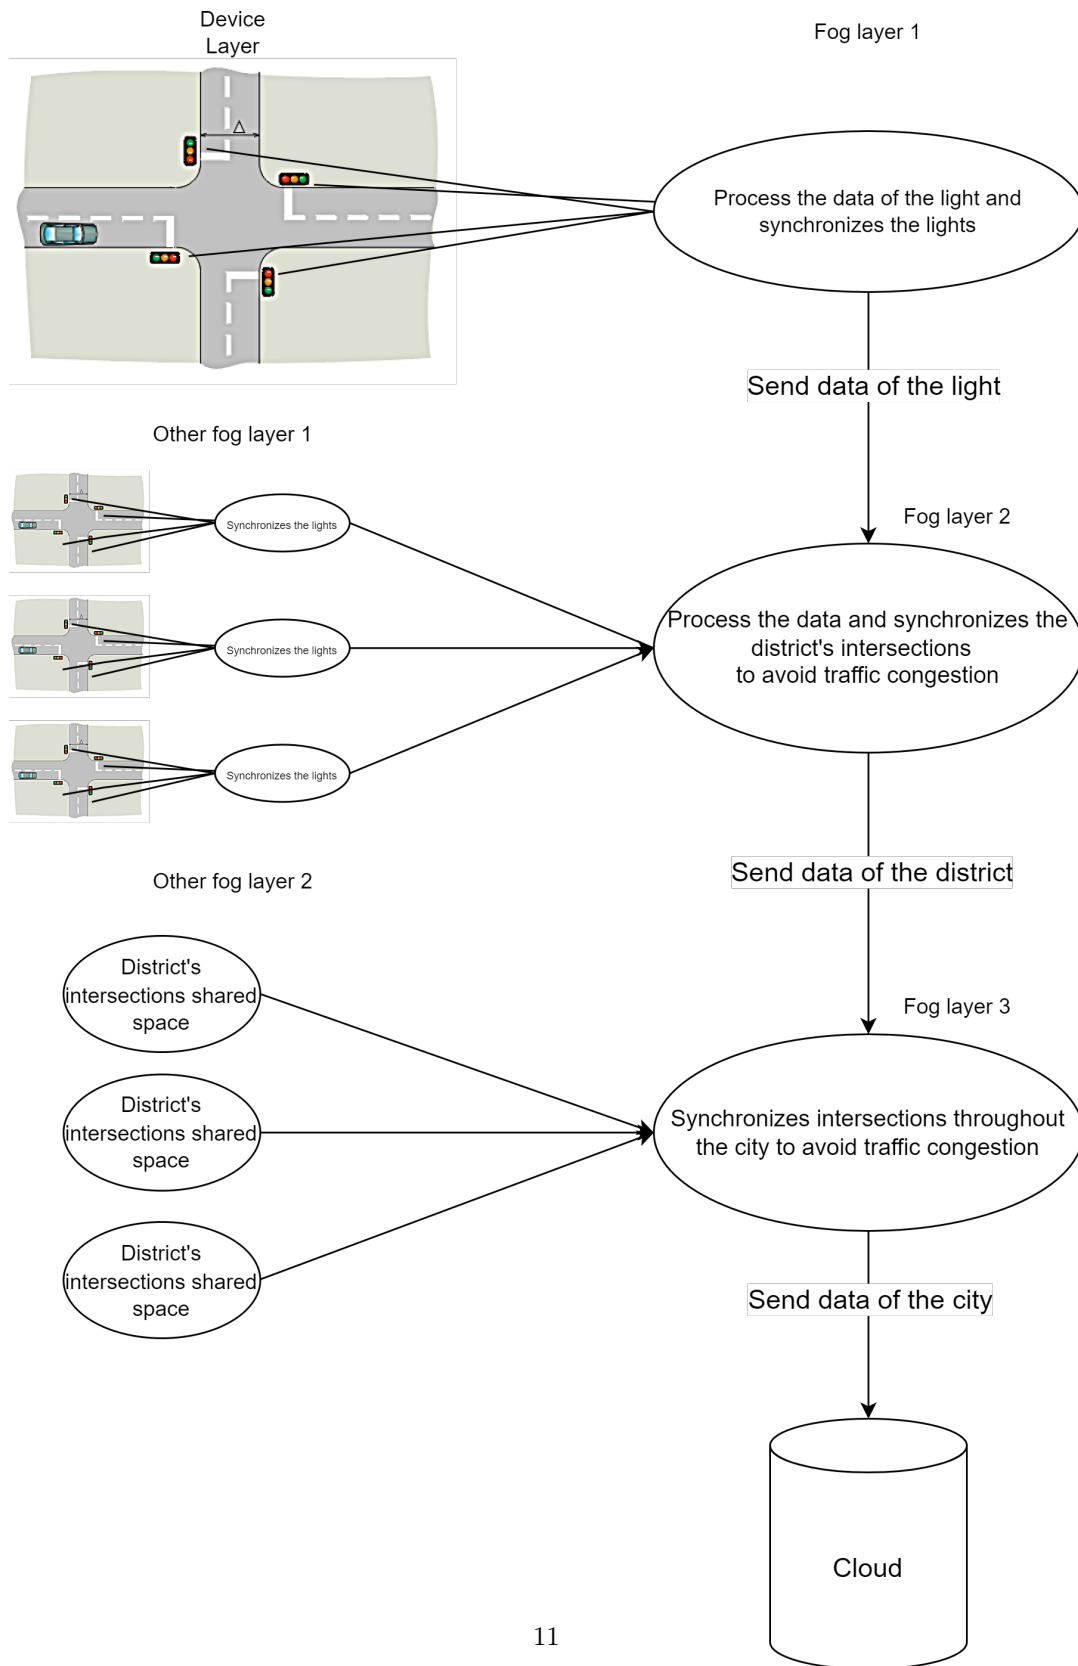 Device
Layer
Fog layer 1
Δ
Process the data of the light and
synchronizes the lights
Send data of the light
Other fog layer 1
Synchronizes the lights
Fog layer 2
Synchronizes the lights
Process the data and synchronizes the
district's intersections
to avoid traffic congestion
Synchronizes the lights
Send data of the district
Other fog layer 2
District's
intersections shared
space
Fog layer 3
District's
intersections shared
space
Synchronizes intersections throughout
the city to avoid traffic congestion
District's
intersections shared
space
Send data of the city
Cloud
11